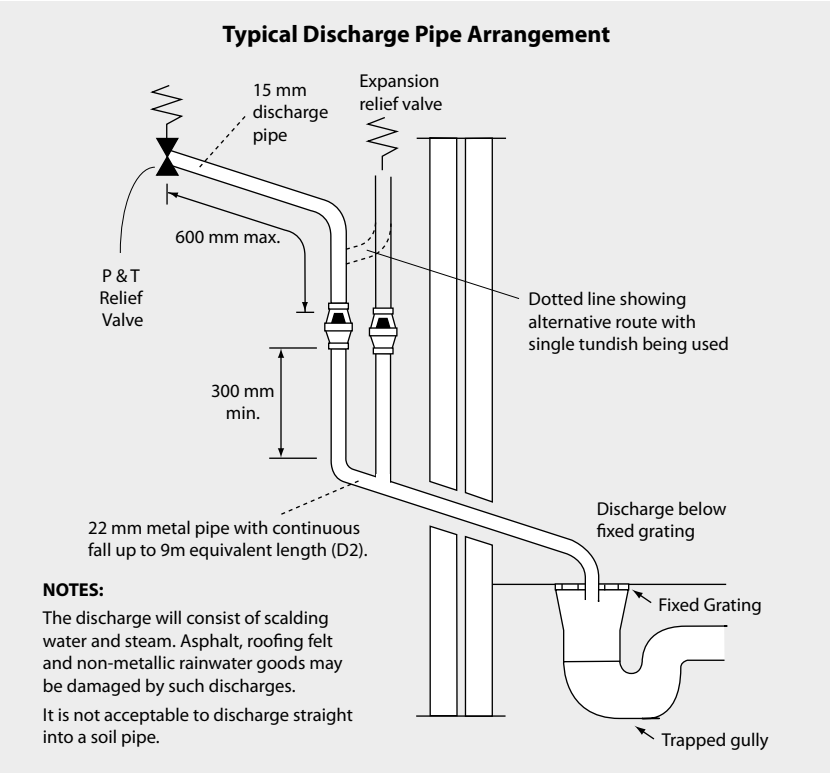 Typical Discharge Pipe Arrangement
15 mm
discharge
pipe
Expansion
relief valve
600 mm max.
P & T
Relief
Valve
Dotted line showing
alternative route with
single tundish being used
300 mm
min.
Discharge below
fixed grating
22 mm metal pipe with continuous
fall up to 9m equivalent length (D2).
Fixed Grating
NOTES:
The discharge will consist of scalding
water and steam. Asphalt, roofing felt
and non-metallic rainwater goods may
be damaged by such discharges.
It is not acceptable to discharge straight
into a soil pipe.
Trapped gully